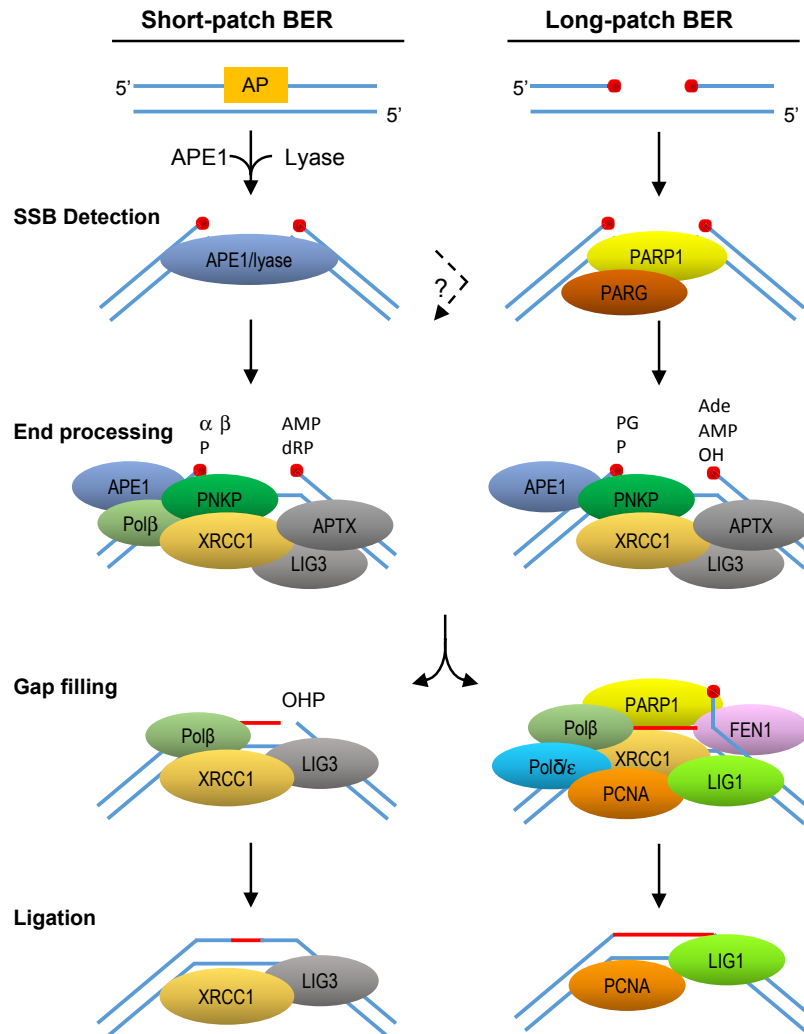 Short-patch BER
Long-patch BER
5’
AP
5’
5’
5’
APE1
Lyase
SSB Detection
APE1/lyase
?
PARP1
PARG
End processing
α β
P
AMP
dRP
PG
P
Ade
AMP
OH
APE1
PNKP
Polβ
XRCC1
APTX
LIG3
APE1
PNKP
XRCC1
APTX
LIG3
Gap filling
OHP
Polβ
XRCC1
LIG3
PARP1
Polβ
FEN1
Polδ/ε
XRCC1
PCNA
LIG1
Ligation
XRCC1
LIG3
PCNA
LIG1